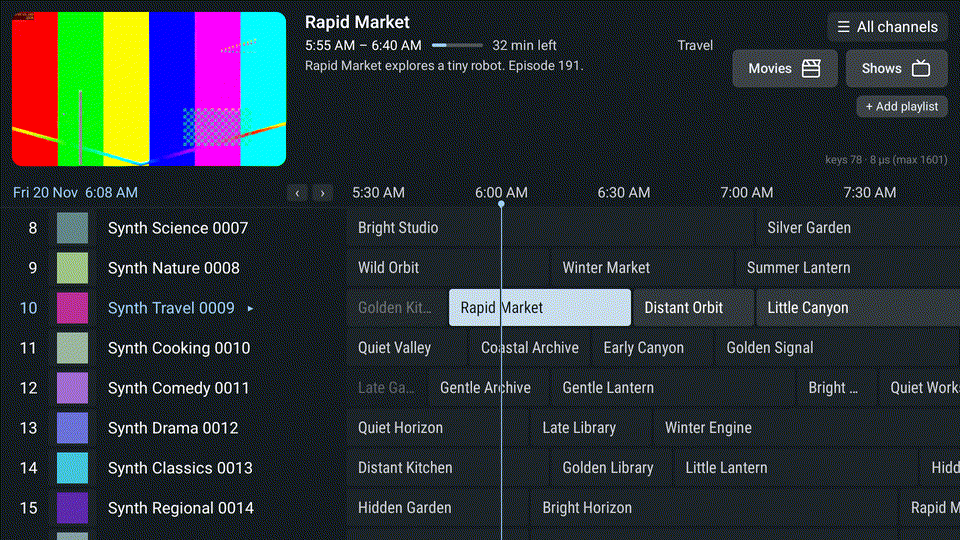 Rapid Market
5:55 AM – 6:40 AM 32 min left Travel
Rapid Market explores a tiny robot. Episode 191.
All channels
Movies Shows
+ Add playlist
keys 78 · 8 µs (max 1601)
Fri 20 Nov 6:08 AM ‹ › 5:30 AM 6:00 AM 6:30 AM 7:00 AM 7:30 AM
8 Synth Science 0007 Bright Studio Silver Garden
9 Synth Nature 0008 Wild Orbit Winter Market Summer Lantern
10 Synth Travel 0009 Golden Kit... Rapid Market Distant Orbit Little Canyon
11 Synth Cooking 0010 Quiet Valley Coastal Archive Early Canyon Golden Signal
12 Synth Comedy 0011 Late Ga... Gentle Archive Gentle Lantern Bright ... Quiet Work
13 Synth Drama 0012 Quiet Horizon Late Library Winter Engine
14 Synth Classics 0013 Distant Kitchen Golden Library Little Lantern Hidd
15 Synth Regional 0014 Hidden Garden Bright Horizon Rapid M